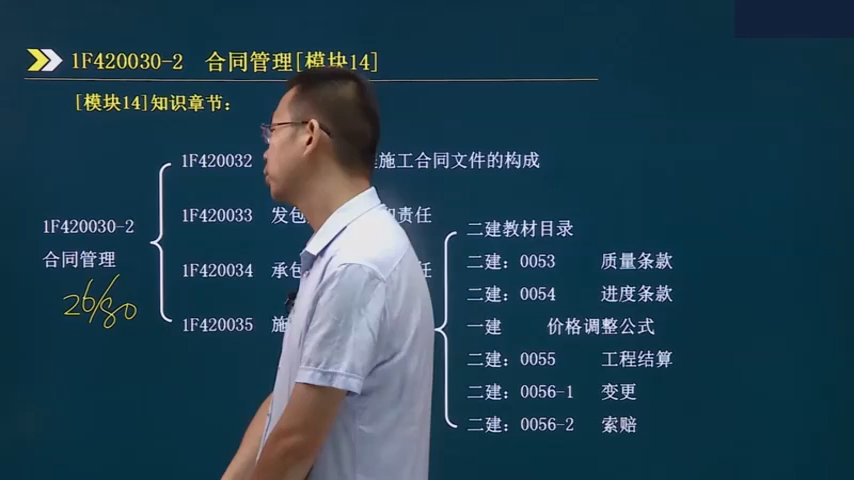 1F420030-2 合同管理[模块14]
[模块14]知识章节：
1F420032 施工合同文件的构成
1F420033 发包 责任
1F420030-2
合同管理
1F420034 承包
1F420035 施
26/80
二建教材目录
二建：0053 质量条款
二建：0054 进度条款
一建 价格调整公式
二建：0055 工程结算
二建：0056-1 变更
二建：0056-2 索赔